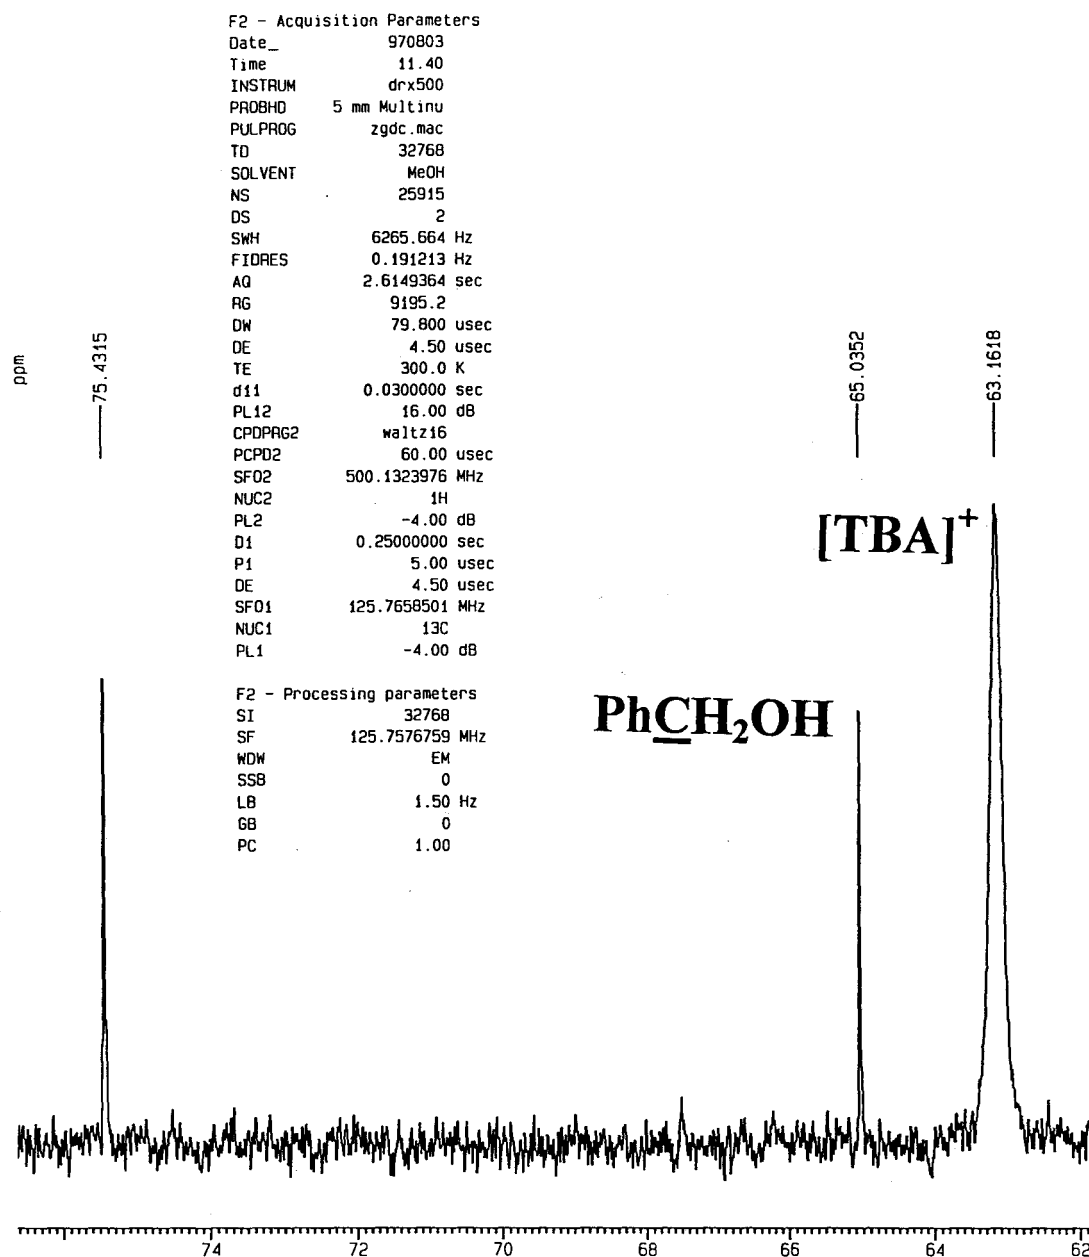 F2 - Acquisition Parameters
Date_ 970803
Time 11.40
INSTRUM drx500
PROBHD 5 mm Multinu
PULPROG zgdc.mac
TD 32768
SOLVENT MeOH
NS 25915
DS 2
SWH 6265.664 Hz
FIDRES 0.191213 Hz
AQ 2.6149364 sec
RG 9195.2
DW 79.800 usec
DE 4.50 usec
TE 300.0 K
d11 0.0300000 sec
PL12 16.00 dB
CPDPRG2 waltz16
PCPD2 60.00 usec
SFO2 500.1323976 MHz
NUC2 1H
PL2 -4.00 dB
D1 0.25000000 sec
P1 5.00 usec
DE 4.50 usec
SFO1 125.7658501 MHz
NUC1 13C
PL1 -4.00 dB
F2 - Processing parameters
SI 32768
SF 125.7576759 MHz
WDW EM
SSB 0
LB 1.50 Hz
GB 0
PC 1.00
ppm
75.4315
65.0352
63.1618
[TBA]⁺
PhCH₂OH
74 72 70 68 66 64 62